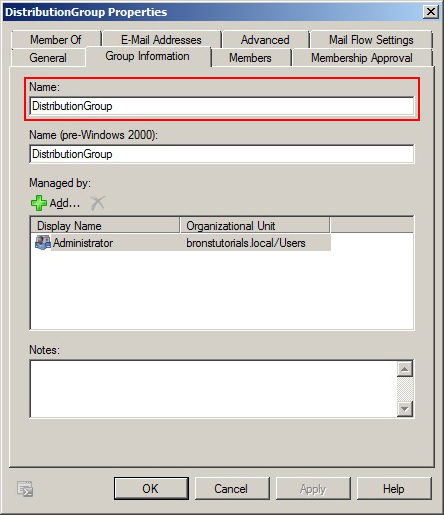 DistributionGroup Properties
Member Of E-Mail Addresses Advanced Mail Flow Settings
General Group Information Members Membership Approval
Name:
DistributionGroup
Name (pre-Windows 2000):
DistributionGroup
Managed by:
Add...
Display Name Organizational Unit
Administrator bronstutorials.local/Users
Notes:
OK Cancel Apply Help